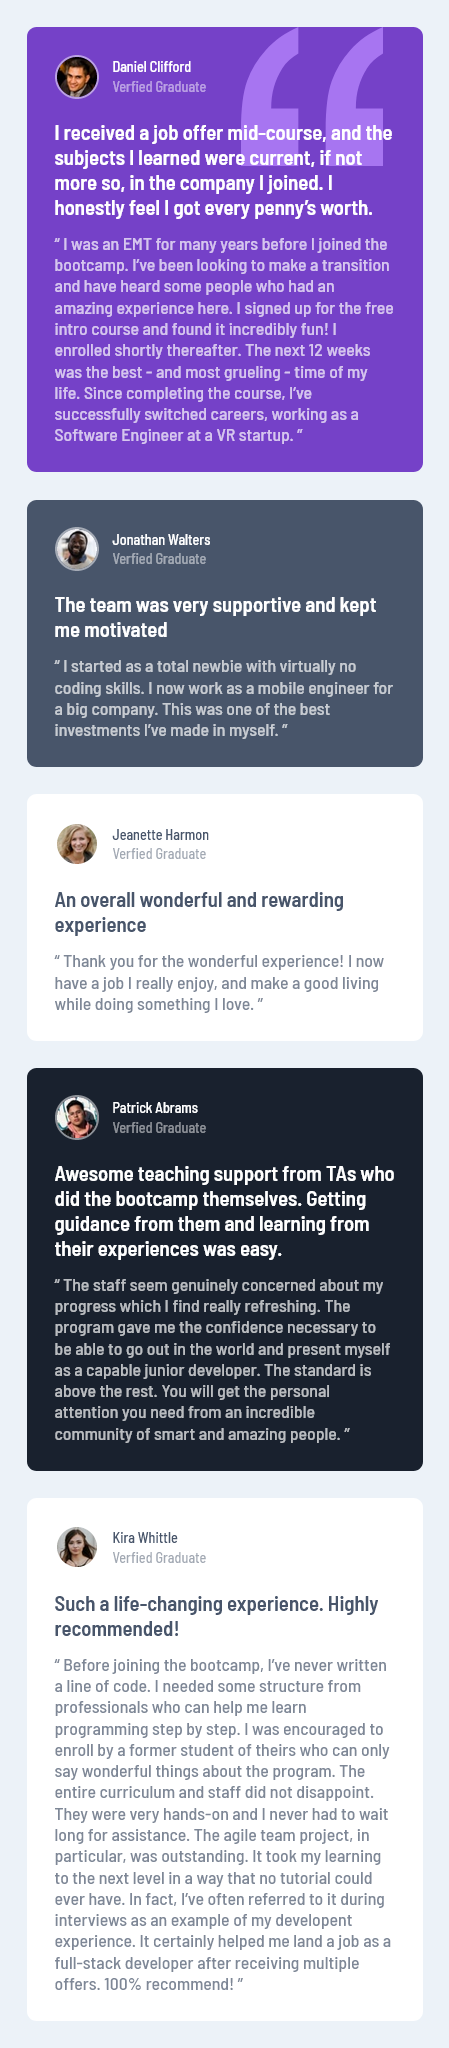 Daniel Clifford
Verfied Graduate
I received a job offer mid-course, and the
subjects I learned were current, if not
more so, in the company I joined. I
honestly feel I got every penny’s worth.
“ I was an EMT for many years before I joined the
bootcamp. I’ve been looking to make a transition
and have heard some people who had an
amazing experience here. I signed up for the free
intro course and found it incredibly fun! I
enrolled shortly thereafter. The next 12 weeks
was the best - and most grueling - time of my
life. Since completing the course, I’ve
successfully switched careers, working as a
Software Engineer at a VR startup. ”
Jonathan Walters
Verfied Graduate
The team was very supportive and kept
me motivated
“ I started as a total newbie with virtually no
coding skills. I now work as a mobile engineer for
a big company. This was one of the best
investments I’ve made in myself. ”
Jeanette Harmon
Verfied Graduate
An overall wonderful and rewarding
experience
“ Thank you for the wonderful experience! I now
have a job I really enjoy, and make a good living
while doing something I love. ”
Patrick Abrams
Verfied Graduate
Awesome teaching support from TAs who
did the bootcamp themselves. Getting
guidance from them and learning from
their experiences was easy.
“ The staff seem genuinely concerned about my
progress which I find really refreshing. The
program gave me the confidence necessary to
be able to go out in the world and present myself
as a capable junior developer. The standard is
above the rest. You will get the personal
attention you need from an incredible
community of smart and amazing people. ”
Kira Whittle
Verfied Graduate
Such a life-changing experience. Highly
recommended!
“ Before joining the bootcamp, I’ve never written
a line of code. I needed some structure from
professionals who can help me learn
programming step by step. I was encouraged to
enroll by a former student of theirs who can only
say wonderful things about the program. The
entire curriculum and staff did not disappoint.
They were very hands-on and I never had to wait
long for assistance. The agile team project, in
particular, was outstanding. It took my learning
to the next level in a way that no tutorial could
ever have. In fact, I’ve often referred to it during
interviews as an example of my developent
experience. It certainly helped me land a job as a
full-stack developer after receiving multiple
offers. 100% recommend! ”